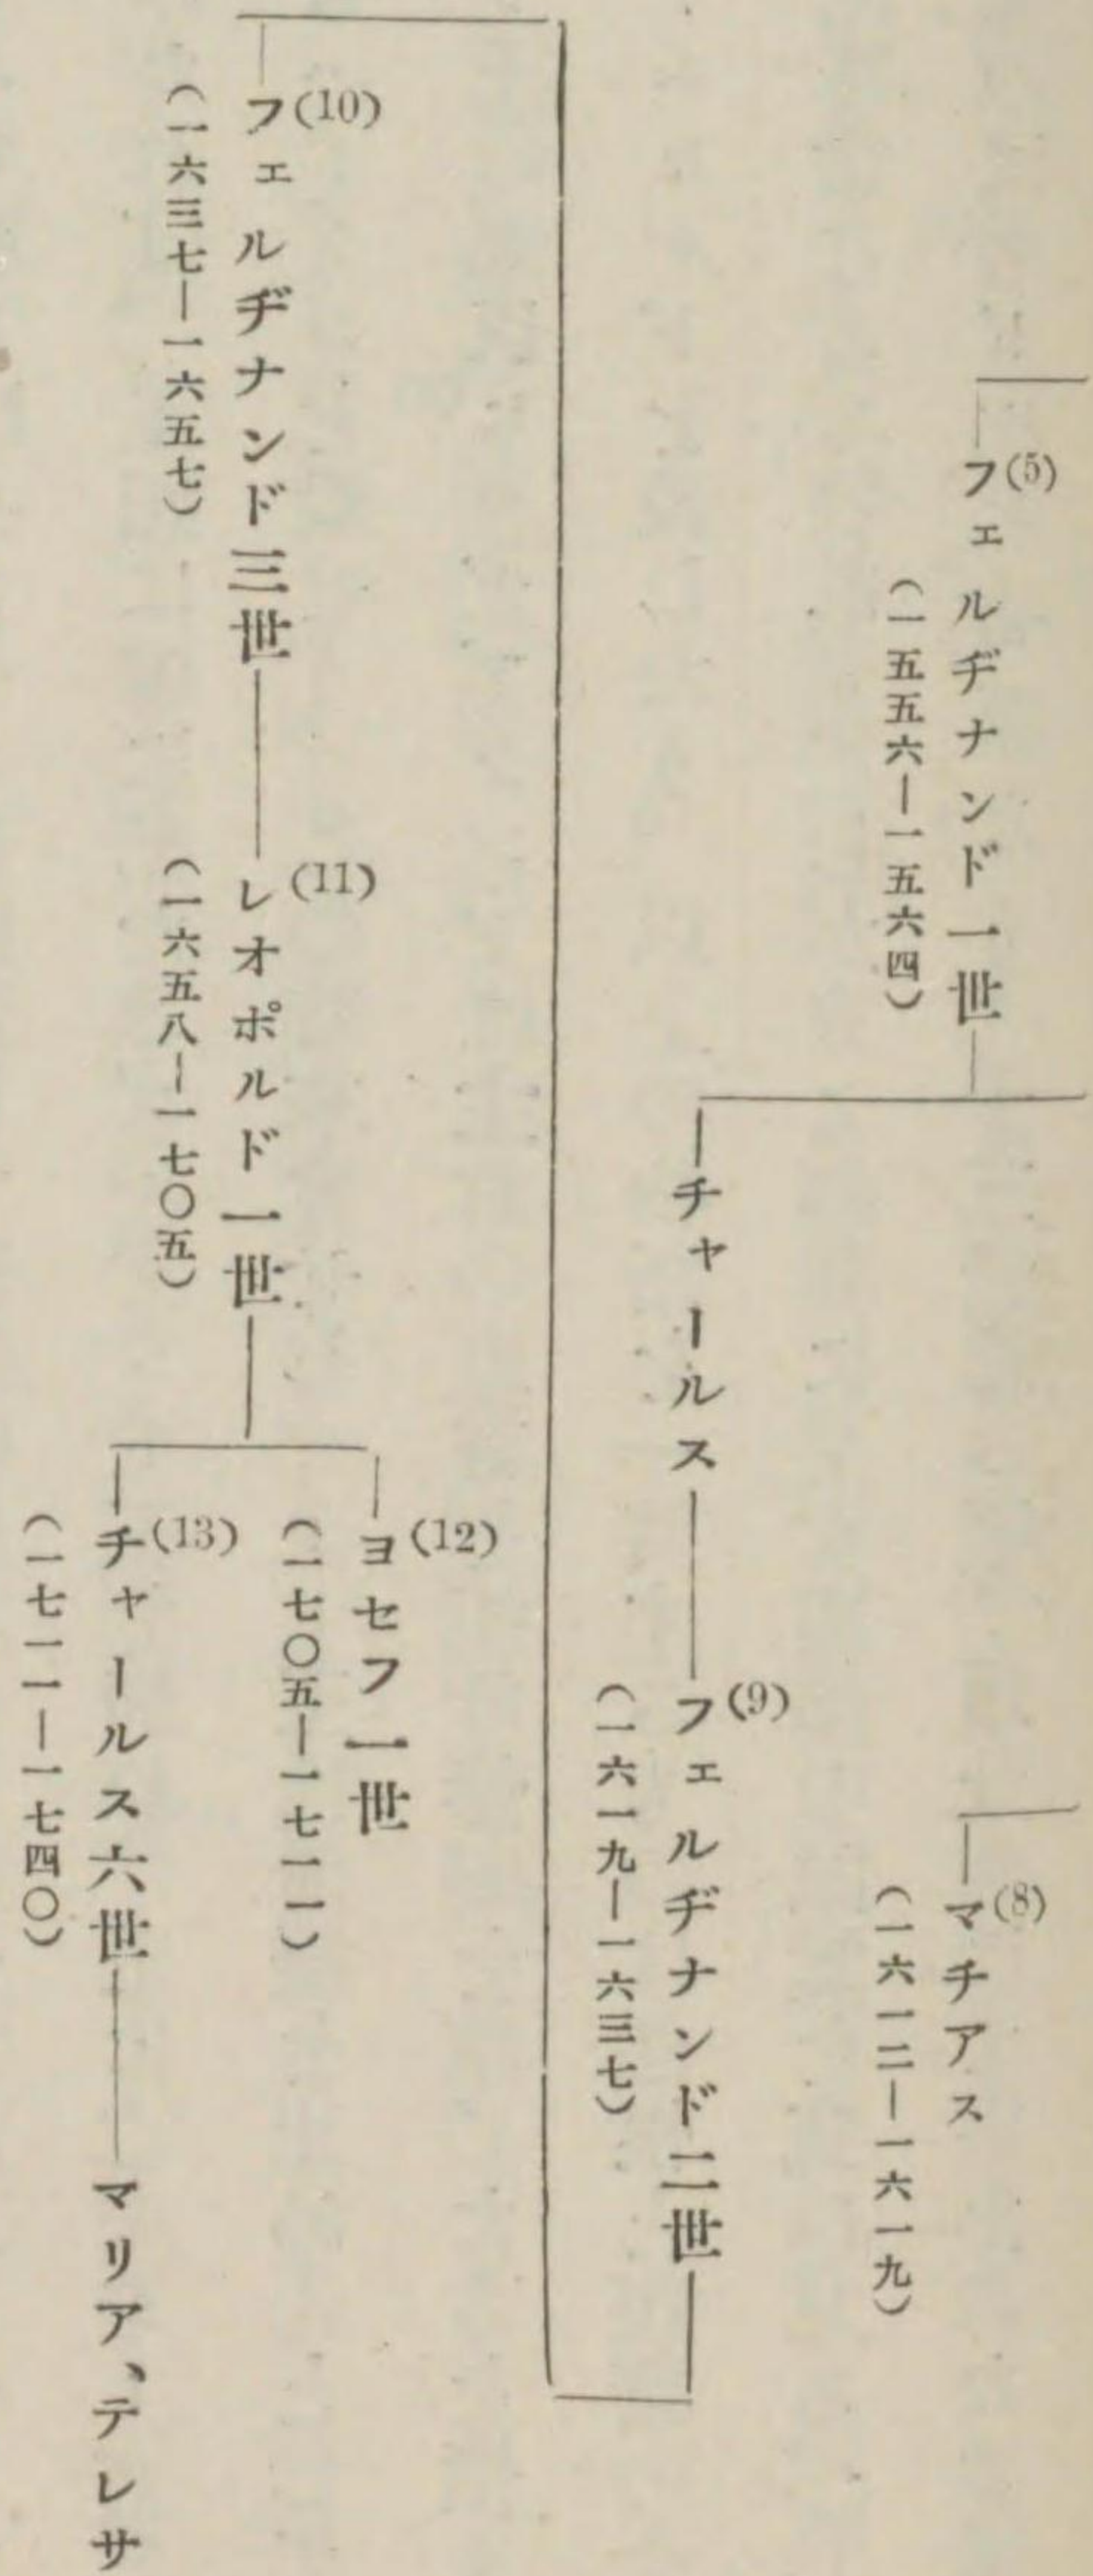 (5)
フェルヂナンド一世
(一五五六―一五六四)
(8)
マチアス
(一六一二―一六一九)
チャールス
(9)
フェルヂナンド二世
(一六一九―一六三七)
(10)
フェルヂナンド三世
(一六三七―一六五七)
(11)
レオポルド一世
(一六五八―一七〇五)
(12)
ヨセフ一世
(一七〇五―一七一一)
(13)
チャールス六世
(一七一一―一七四〇)
マリア、テレサ